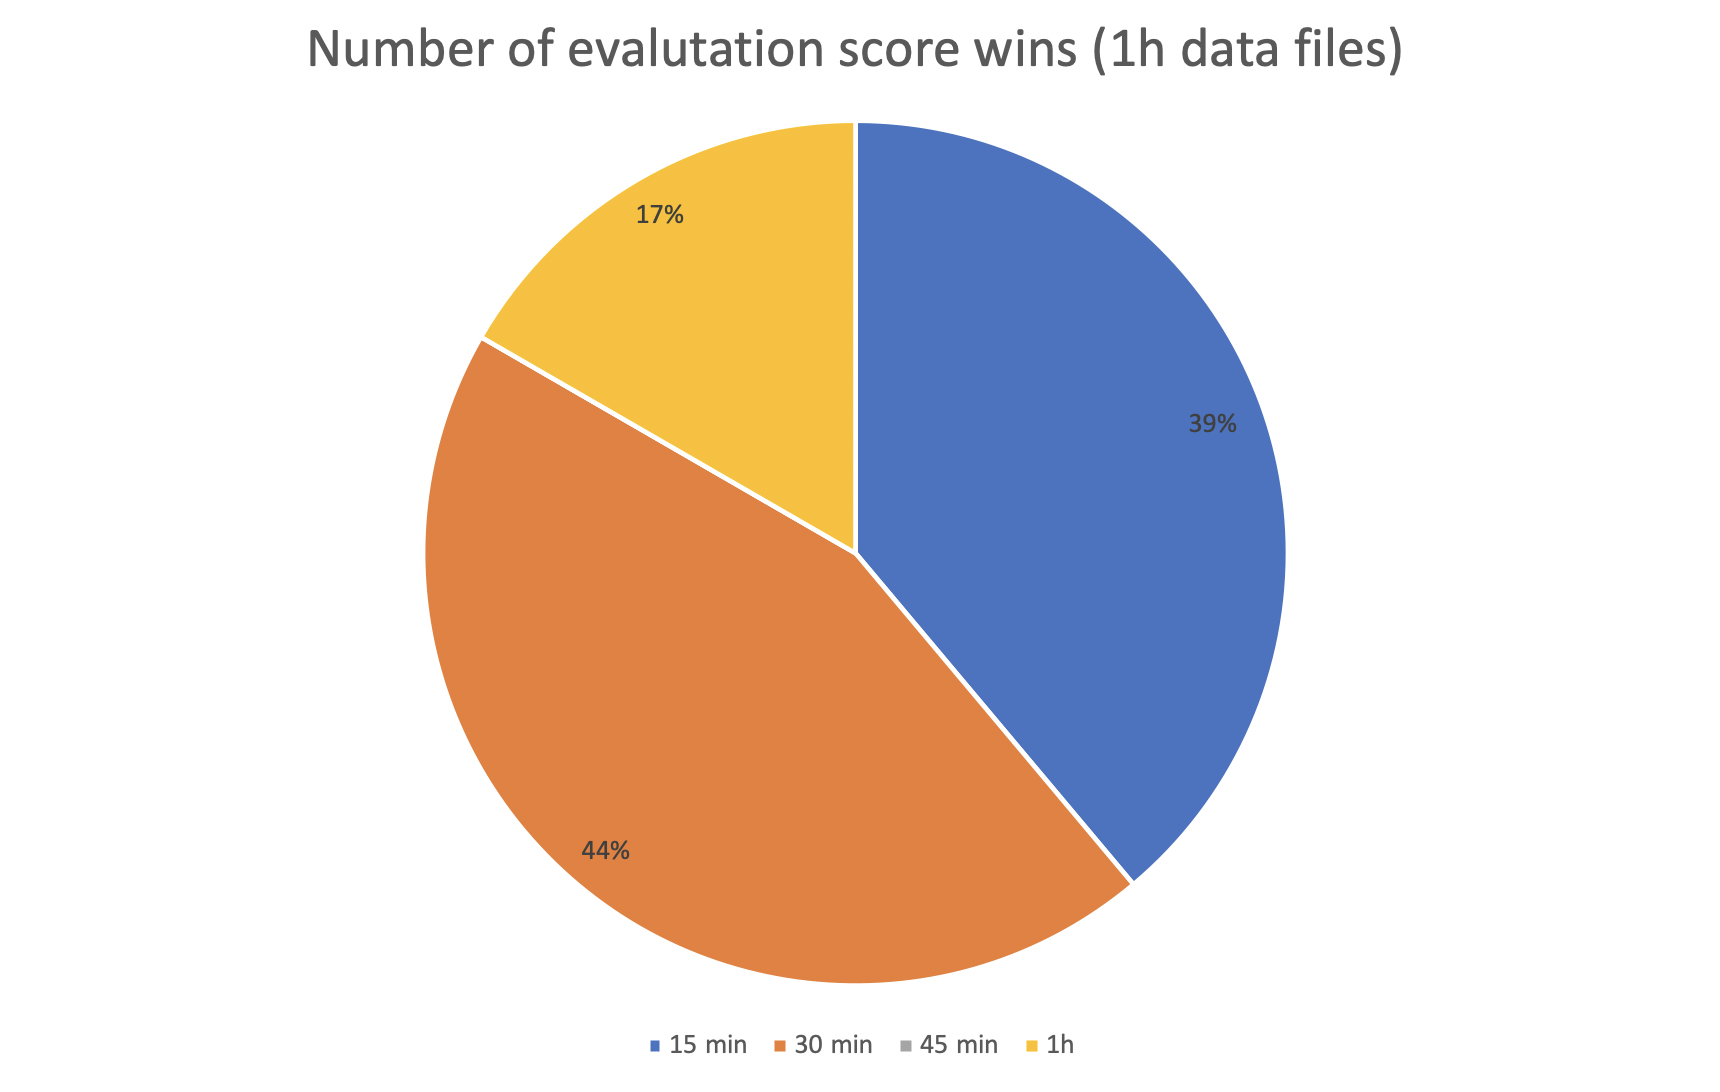 Number of evalutation score wins (1h data files)
17%
39%
44%
15 min 30 min 45 min 1h